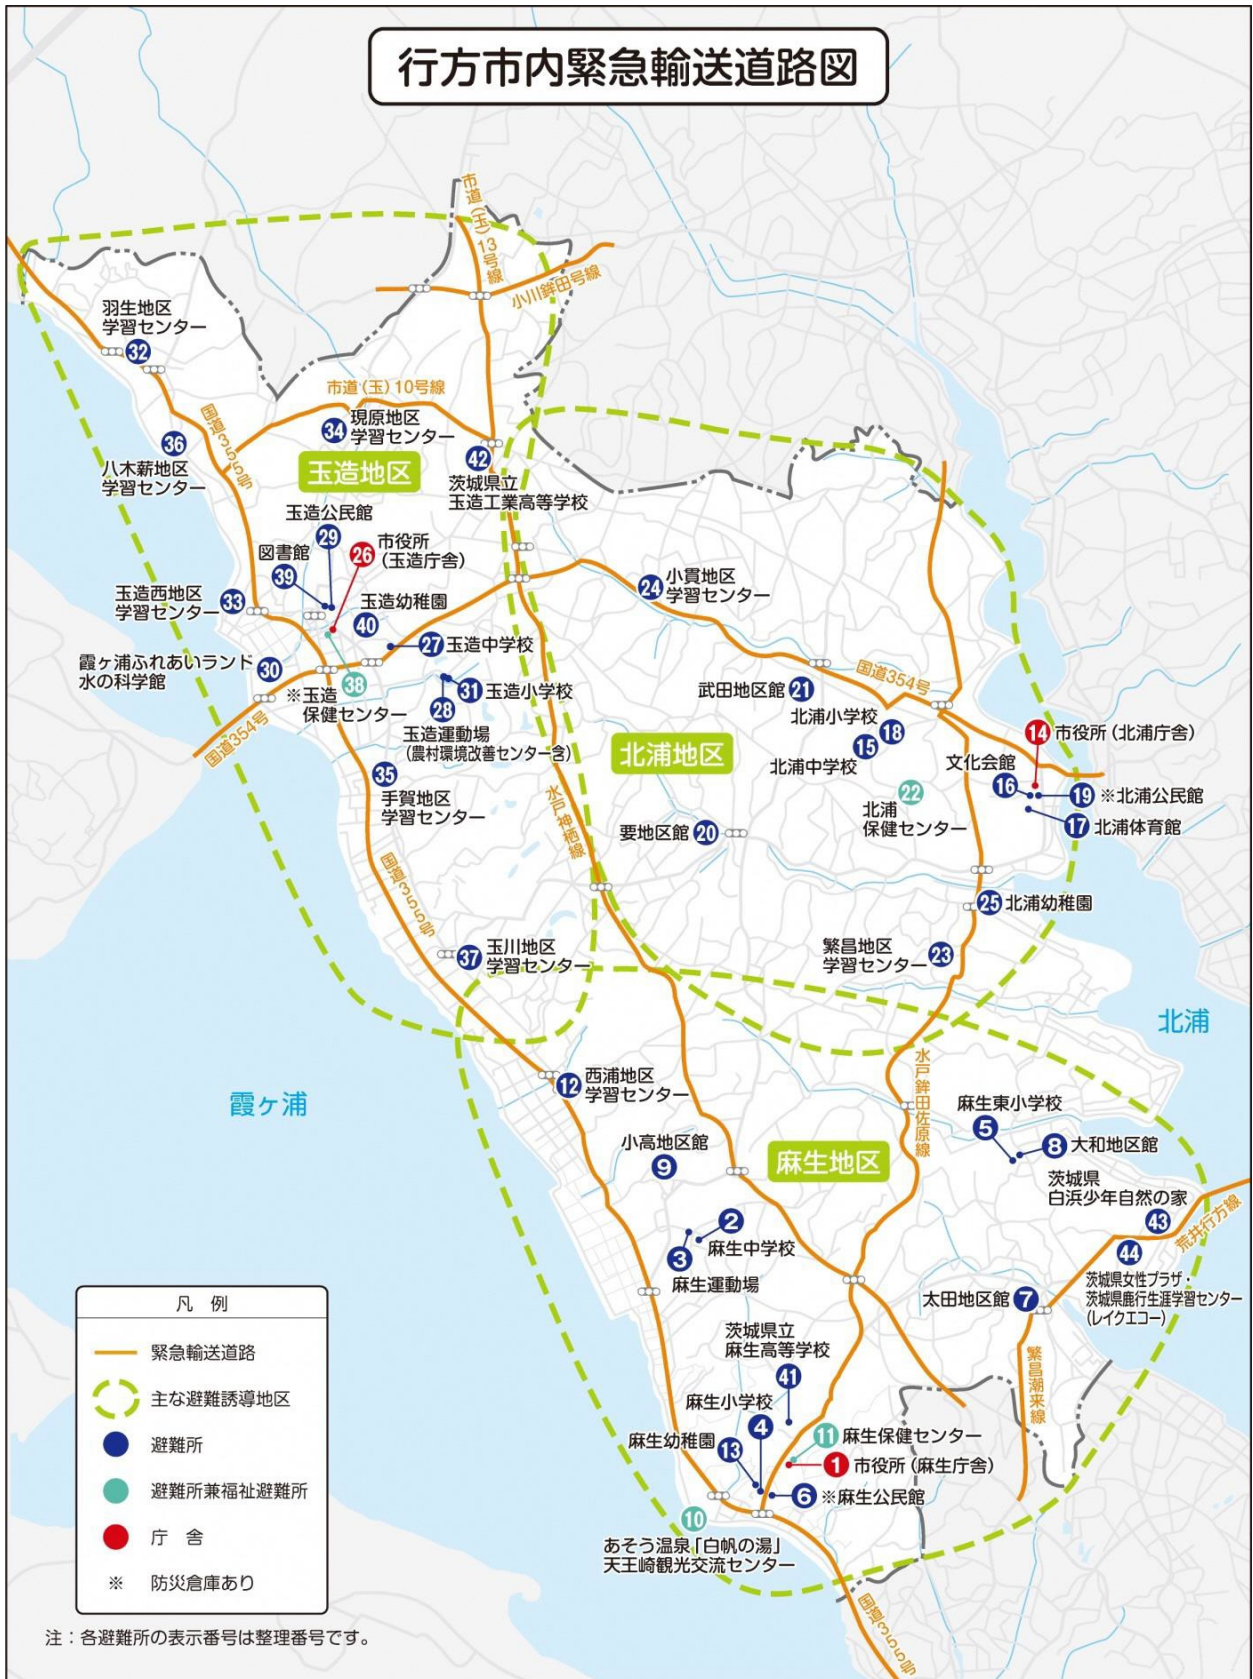 行方市内緊急輸送道路図
市道(玉)13号線
小川鉾田号線
羽生地区
学習センター
32
市道(玉)10号線
国道355号
34
現原地区
学習センター
36
八木蒔地区
学習センター
玉造地区
42
茨城県立
玉造工業高等学校
玉造公民館
29
26
市役所
(玉造庁舎)
図書館
39
玉造西地区
学習センター
33
玉造幼稚園
40
24
小貫地区
学習センター
27
玉造中学校
霞ヶ浦ふれあいランド
水の科学館
30
38
※玉造
保健センター
31
玉造小学校
28
玉造運動場
(農村環境改善センター含)
国道354号
国道354号
武田地区館
21
北浦小学校
18
15
北浦中学校
北浦地区
14
市役所(北浦庁舎)
文化会館
16
19
※北浦公民館
17
北浦体育館
22
北浦
保健センター
35
手賀地区
学習センター
水戸神栖線
要地区館
20
国道355号
25
北浦幼稚園
37
玉川地区
学習センター
繁昌地区
学習センター
23
北浦
霞ヶ浦
12
西浦地区
学習センター
水戸鉾田佐原線
麻生東小学校
5
8
大和地区館
小高地区館
9
麻生地区
茨城県
白浜少年自然の家
43
荒井行方線
2
麻生中学校
3
麻生運動場
44
茨城県女性プラザ・
茨城県鹿行生涯学習センター
(レイクエコー)
太田地区館
7
繁昌潮来線
茨城県立
麻生高等学校
41
麻生小学校
4
麻生幼稚園
13
11
麻生保健センター
1
市役所(麻生庁舎)
6
※麻生公民館
10
あそう温泉「白帆の湯」
天王崎観光交流センター
国道355号
凡 例
緊急輸送道路
主な避難誘導地区
避難所
避難所兼福祉避難所
庁 舎
※ 防災倉庫あり
注:各避難所の表示番号は整理番号です。